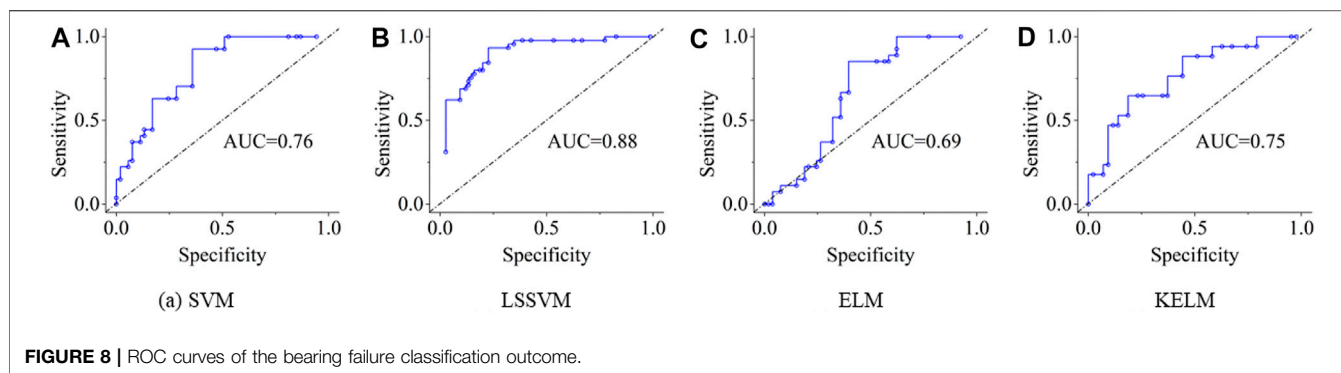 A
1.0
0.5
0.0
Sensitivity
AUC=0.76
0.0 0.5 1.0
Specificity
(a) SVM
B
1.0
0.5
0.0
Sensitivity
AUC=0.88
0.0 0.5 1.0
Specificity
LSSVM
C
1.0
0.5
0.0
Sensitivity
AUC=0.69
0.0 0.5 1.0
Specificity
ELM
D
1.0
0.5
0.0
Sensitivity
AUC=0.75
0.0 0.5 1.0
Specificity
KELM
FIGURE 8 | ROC curves of the bearing failure classification outcome.